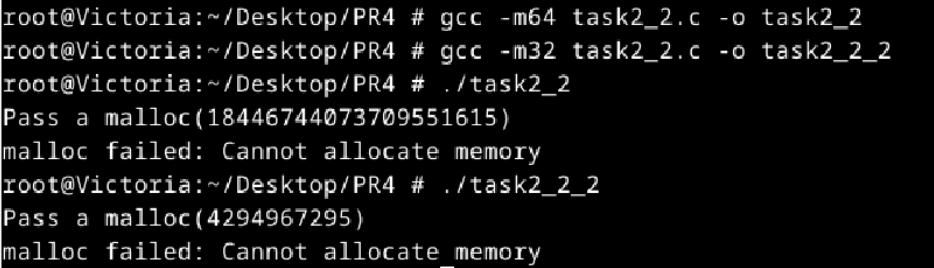 root@Victoria:~/Desktop/PR4 # gcc -m64 task2_2.c -o task2_2
root@Victoria:~/Desktop/PR4 # gcc -m32 task2_2.c -o task2_2_2
root@Victoria:~/Desktop/PR4 # ./task2_2
Pass a malloc(18446744073709551615)
malloc failed: Cannot allocate memory
root@Victoria:~/Desktop/PR4 # ./task2_2_2
Pass a malloc(4294967295)
malloc failed: Cannot allocate memory